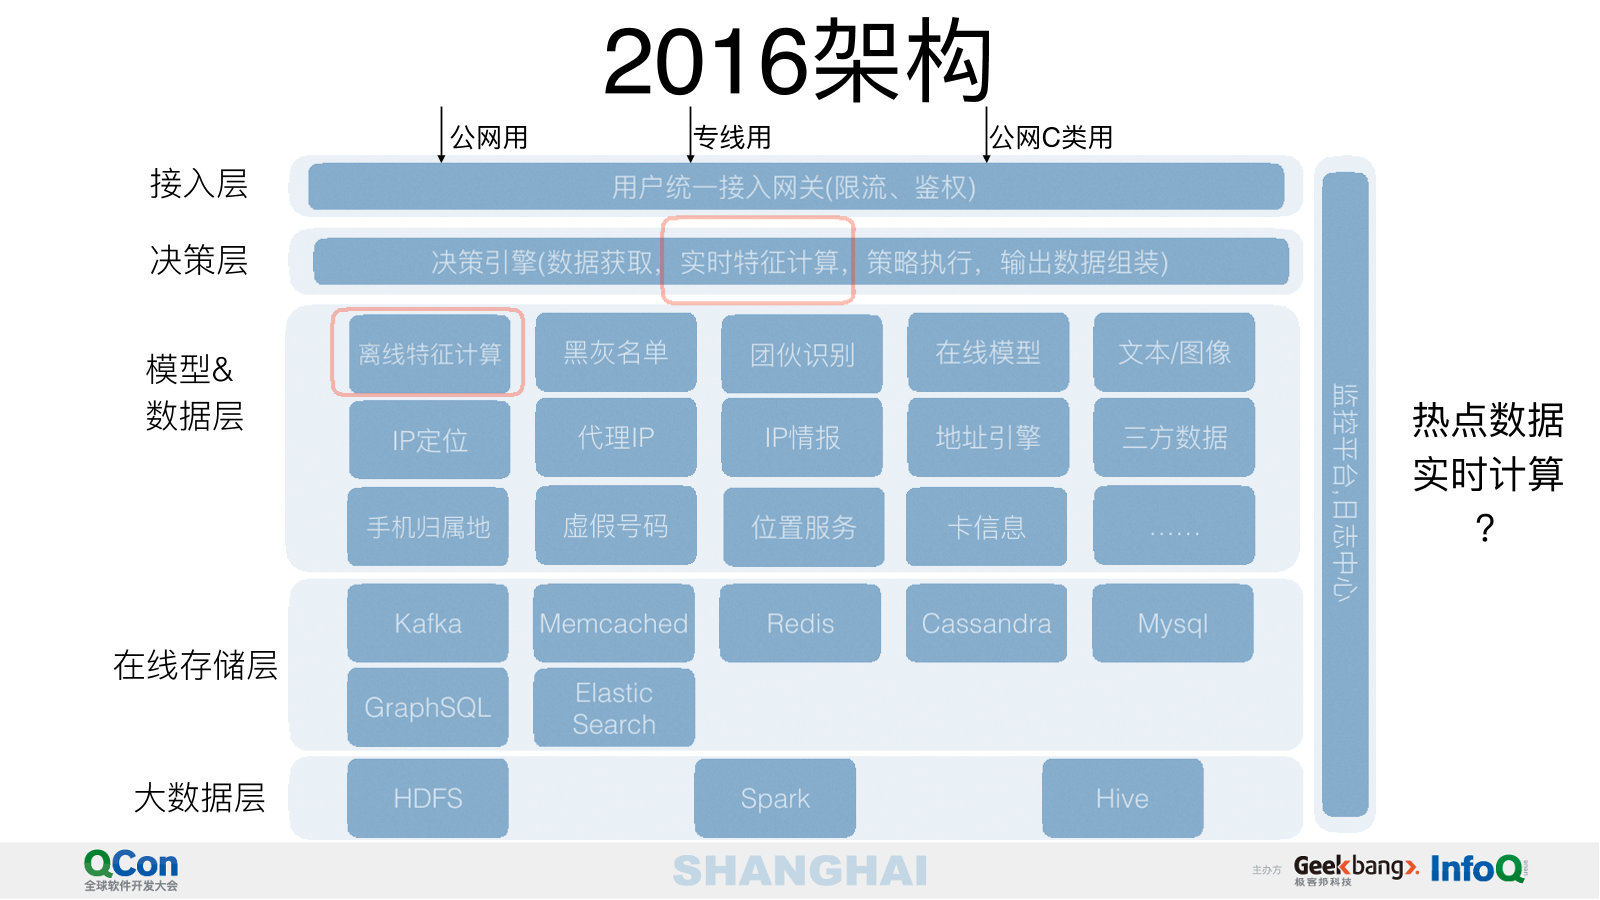 2016架构
公网用
专线用
公网C类用
接入层
用户统一接入网关(限流、鉴权)
决策层
决策引擎(数据获取，实时特征计算，策略执行，输出数据组装)
模型&
数据层
离线特征计算
黑灰名单
团伙识别
在线模型
文本/图像
IP定位
代理IP
IP情报
地址引擎
三方数据
手机归属地
虚假号码
位置服务
卡信息
……
在线存储层
Kafka
Memcached
Redis
Cassandra
Mysql
GraphSQL
Elastic
Search
大数据层
HDFS
Spark
Hive
监控平台,日志中心
热点数据
实时计算
?
QCon
全球软件开发大会
SHANGHAI
主办方
Geekbang>.
极客邦科技
InfoQ